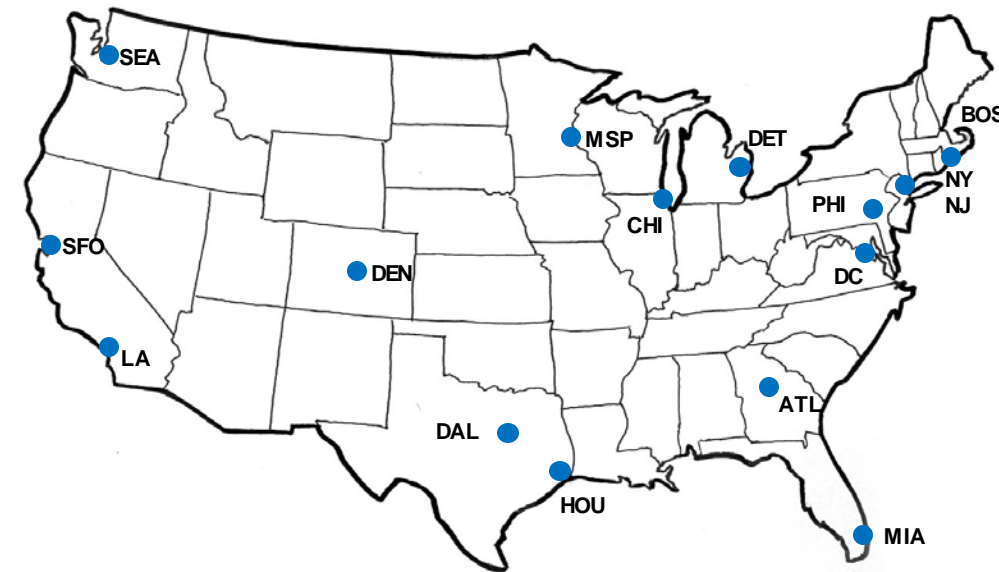 SEA
BOS
MSP
DET
NY
NJ
PHI
CHI
SFO
DEN
DC
LA
ATL
DAL
HOU
MIA